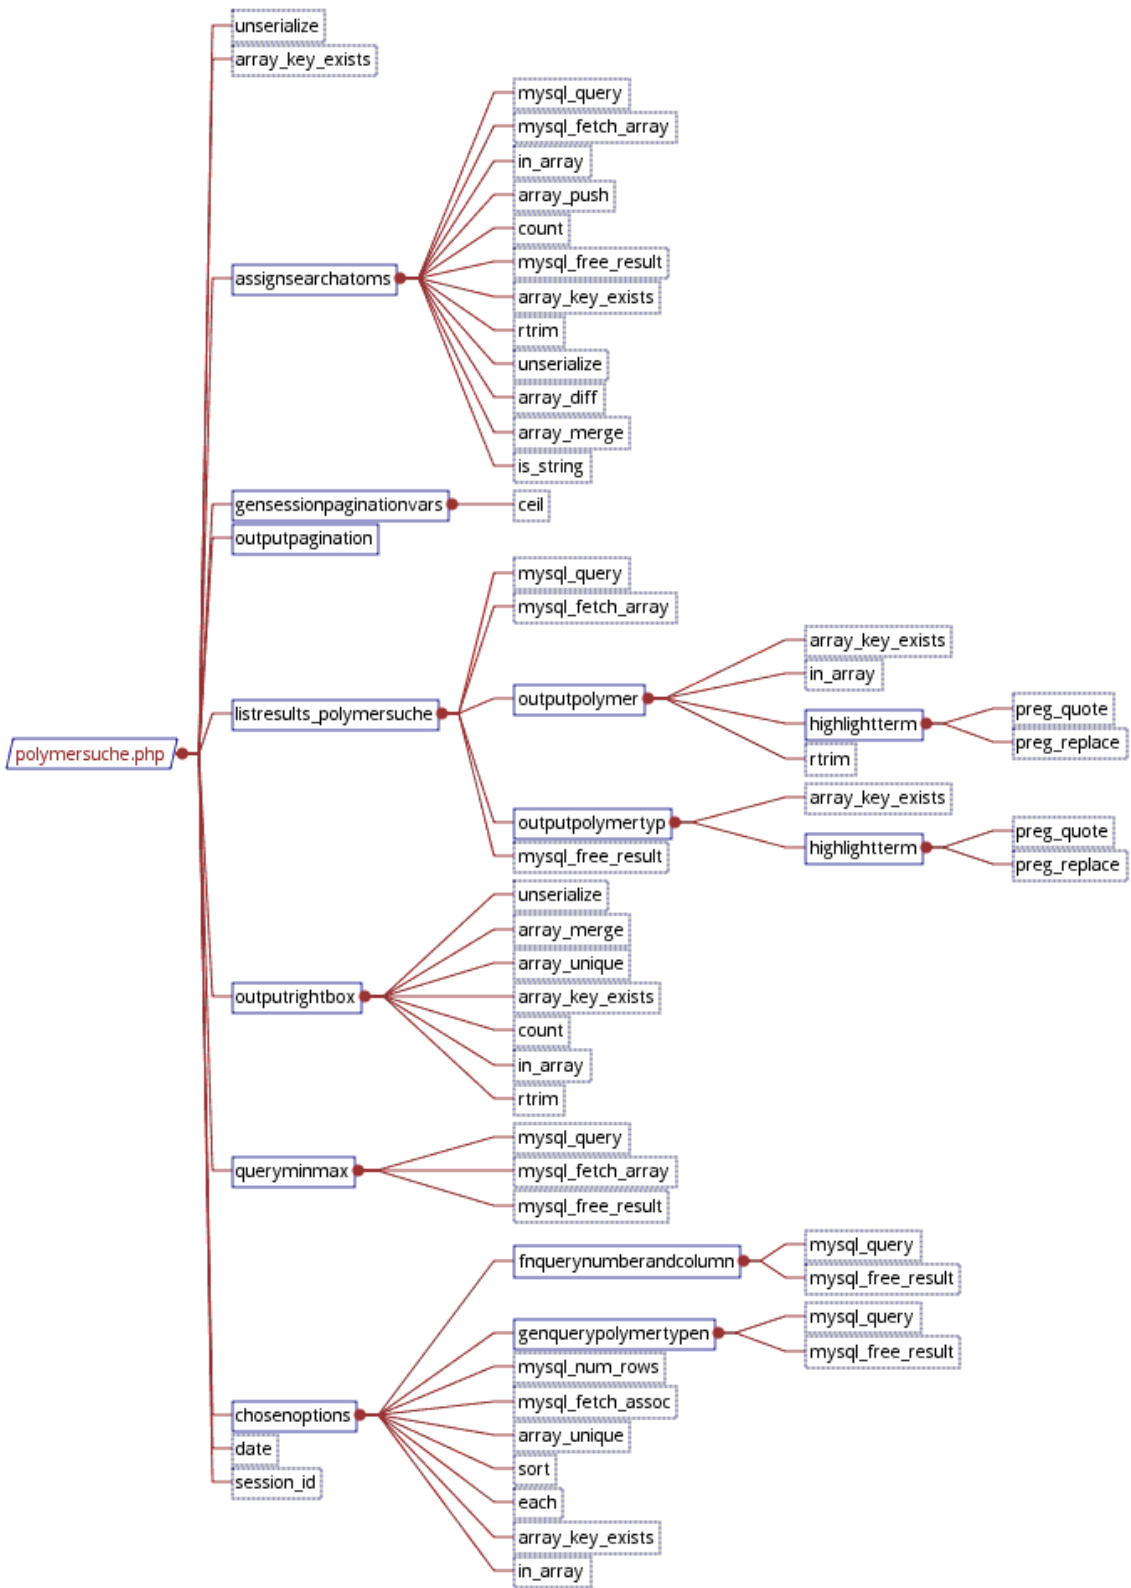 unserialize
array_key_exists
mysql_query
mysql_fetch_array
in_array
array_push
count
mysql_free_result
assignsearchatoms
array_key_exists
rtrim
unserialize
array_diff
array_merge
is_string
gensessionpaginationvars
ceil
outputpagination
mysql_query
mysql_fetch_array
array_key_exists
in_array
outputpolymer
preg_quote
listresults_polymersuche
highlightterm
preg_replace
polymersuche.php
rtrim
array_key_exists
outputpolymertyp
preg_quote
highlightterm
mysql_free_result
preg_replace
unserialize
array_merge
array_unique
outputrightbox
array_key_exists
count
in_array
rtrim
mysql_query
queryminmax
mysql_fetch_array
mysql_free_result
mysql_query
fnquerynumberandcolumn
mysql_free_result
mysql_query
genquerypolymertypen
mysql_free_result
mysql_num_rows
mysql_fetch_assoc
chosenoptions
array_unique
date
sort
session_id
each
array_key_exists
in_array